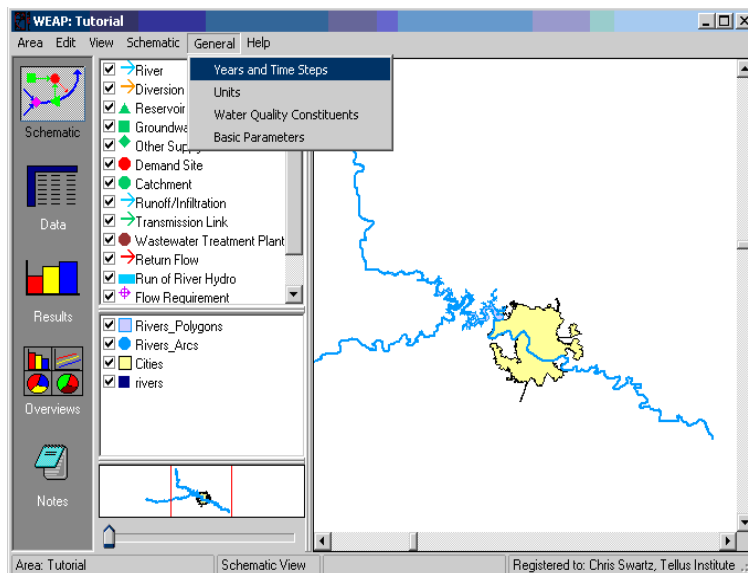 WEAP: Tutorial
Area Edit View Schematic General Help
Years and Time Steps
Units
Water Quality Constituents
Basic Parameters
Schematic
Data
Results
Overviews
Notes
River
Diversion
Reservoir
Groundwa
Other Supply
Demand Site
Catchment
Runoff/Infiltration
Transmission Link
Wastewater Treatment Plant
Return Flow
Run of River Hydro
Flow Requirement
Rivers_Polygons
Rivers_Arcs
Cities
rivers
Area: Tutorial
Schematic View
Registered to: Chris Swartz, Tellus Institute